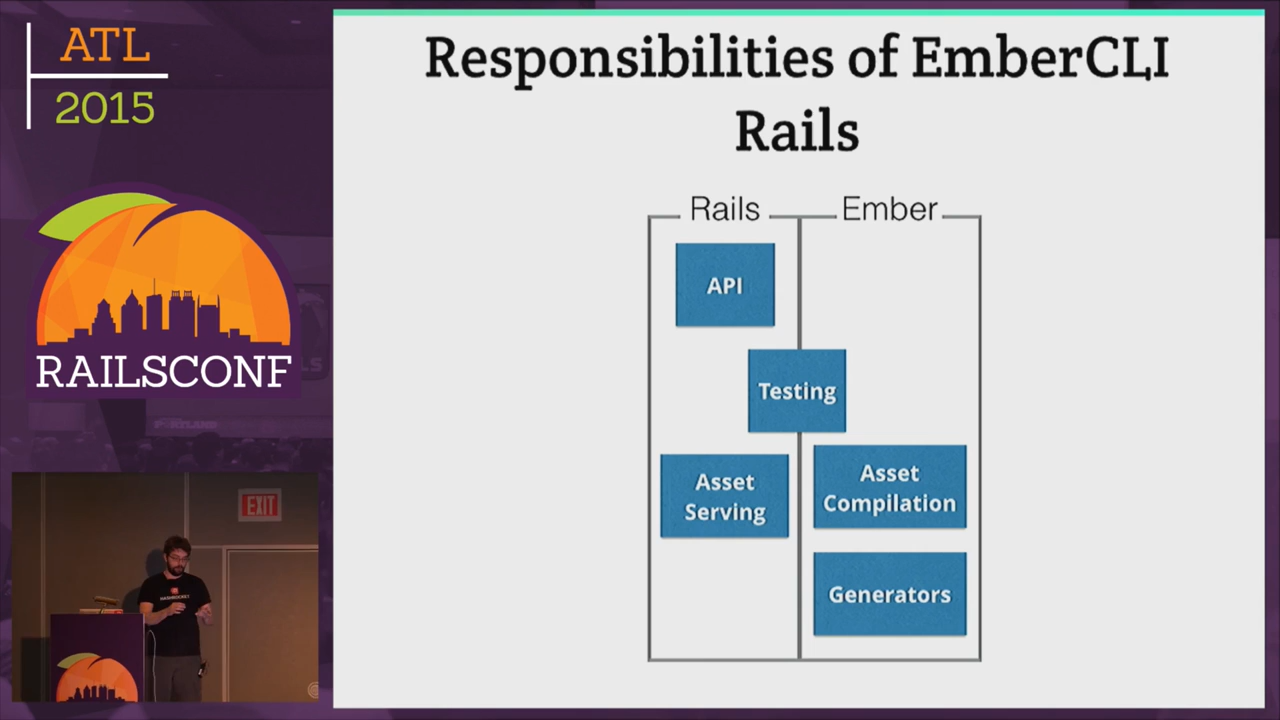 ATL
2015
RAILSCONF
EXIT
Responsibilities of EmberCLI
Rails
Rails
Ember
API
Testing
Asset
Serving
Asset
Compilation
Generators